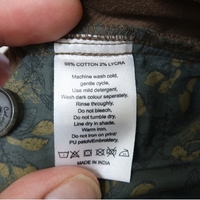 98% COTTON 2% LYCRA
Machine wash cold,
gentle cycle.
Use mild detergent,
Wash dark colour separately.
Rinse throughly.
Do not bleach.
Do not tumble dry.
Line dry in shade.
Warm iron.
Do not iron on print/
PU patch/Embroidery.
MADE IN INDIA